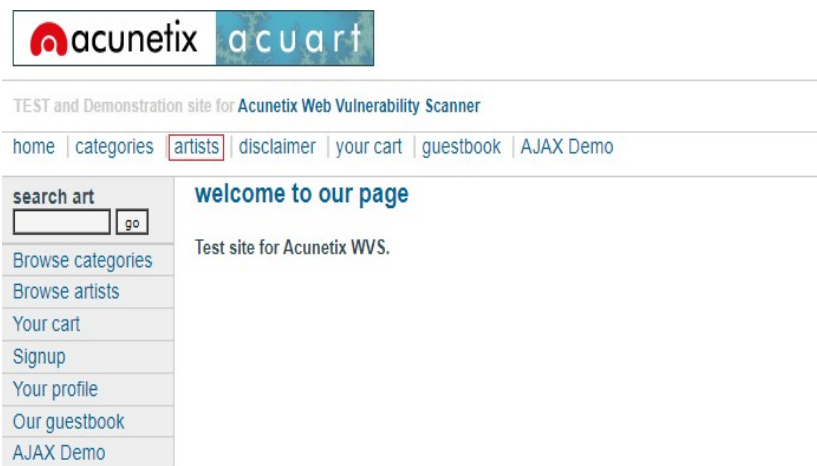 acunetix acuart
TEST and Demonstration site for Acunetix Web Vulnerability Scanner
home | categories | artists | disclaimer | your cart | guestbook | AJAX Demo
search art
go
Browse categories
Browse artists
Your cart
Signup
Your profile
Our guestbook
AJAX Demo
welcome to our page
Test site for Acunetix WVS.